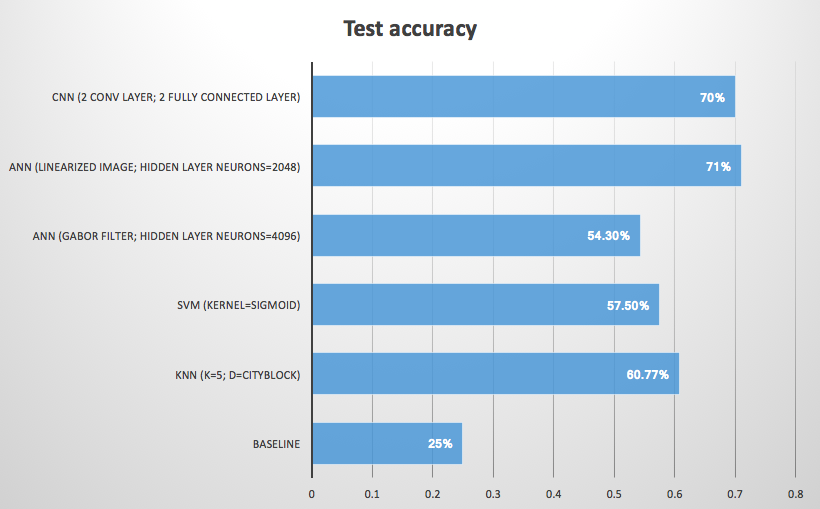 Test accuracy
CNN (2 CONV LAYER; 2 FULLY CONNECTED LAYER)
70%
ANN (LINEARIZED IMAGE; HIDDEN LAYER NEURONS=2048)
71%
ANN (GABOR FILTER; HIDDEN LAYER NEURONS=4096)
54.30%
SVM (KERNEL=SIGMOID)
57.50%
KNN (K=5; D=CITYBLOCK)
60.77%
BASELINE
25%
0 0.1 0.2 0.3 0.4 0.5 0.6 0.7 0.8